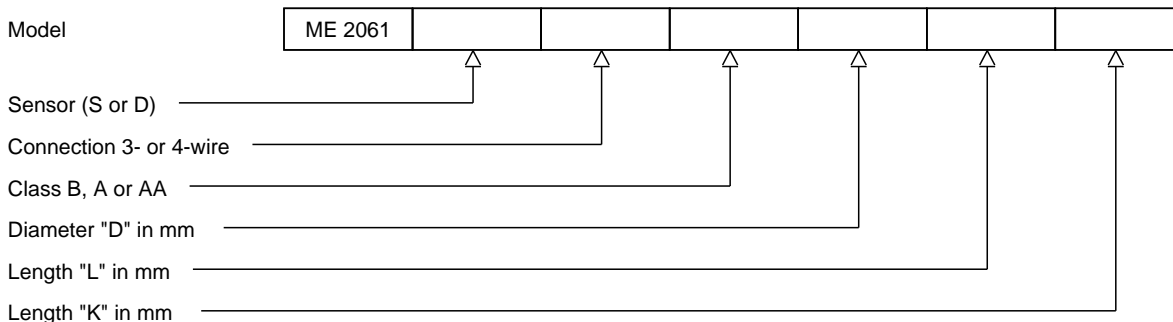 Model ME 2061
Sensor (S or D)
Connection 3- or 4-wire
Class B, A or AA
Diameter "D" in mm
Length "L" in mm
Length "K" in mm